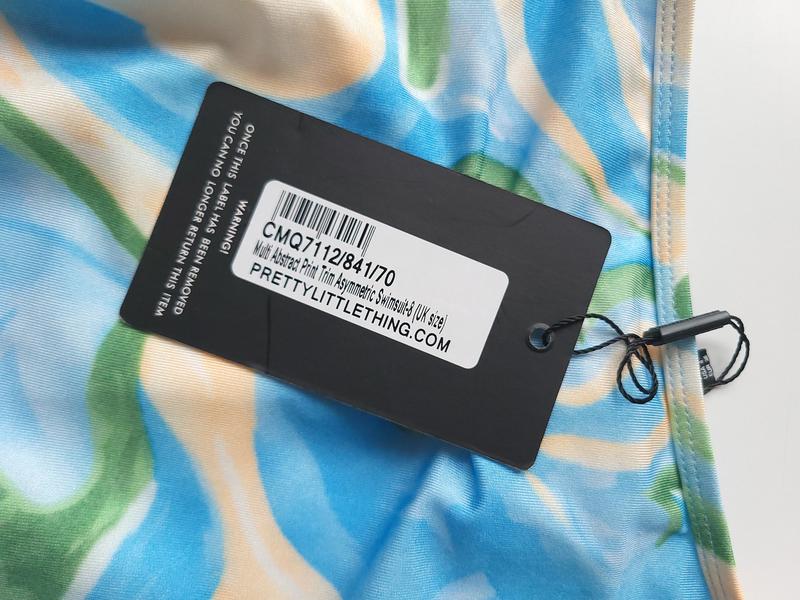 WARNING!
ONCE THIS LABEL HAS BEEN REMOVED
YOU CAN NO LONGER RETURN THIS ITEM
CMQ7112/841/70
Multi Abstract Print Trim Asymmetric Swimsuit-8 (UK size)
PRETTYLITTLETHING.COM